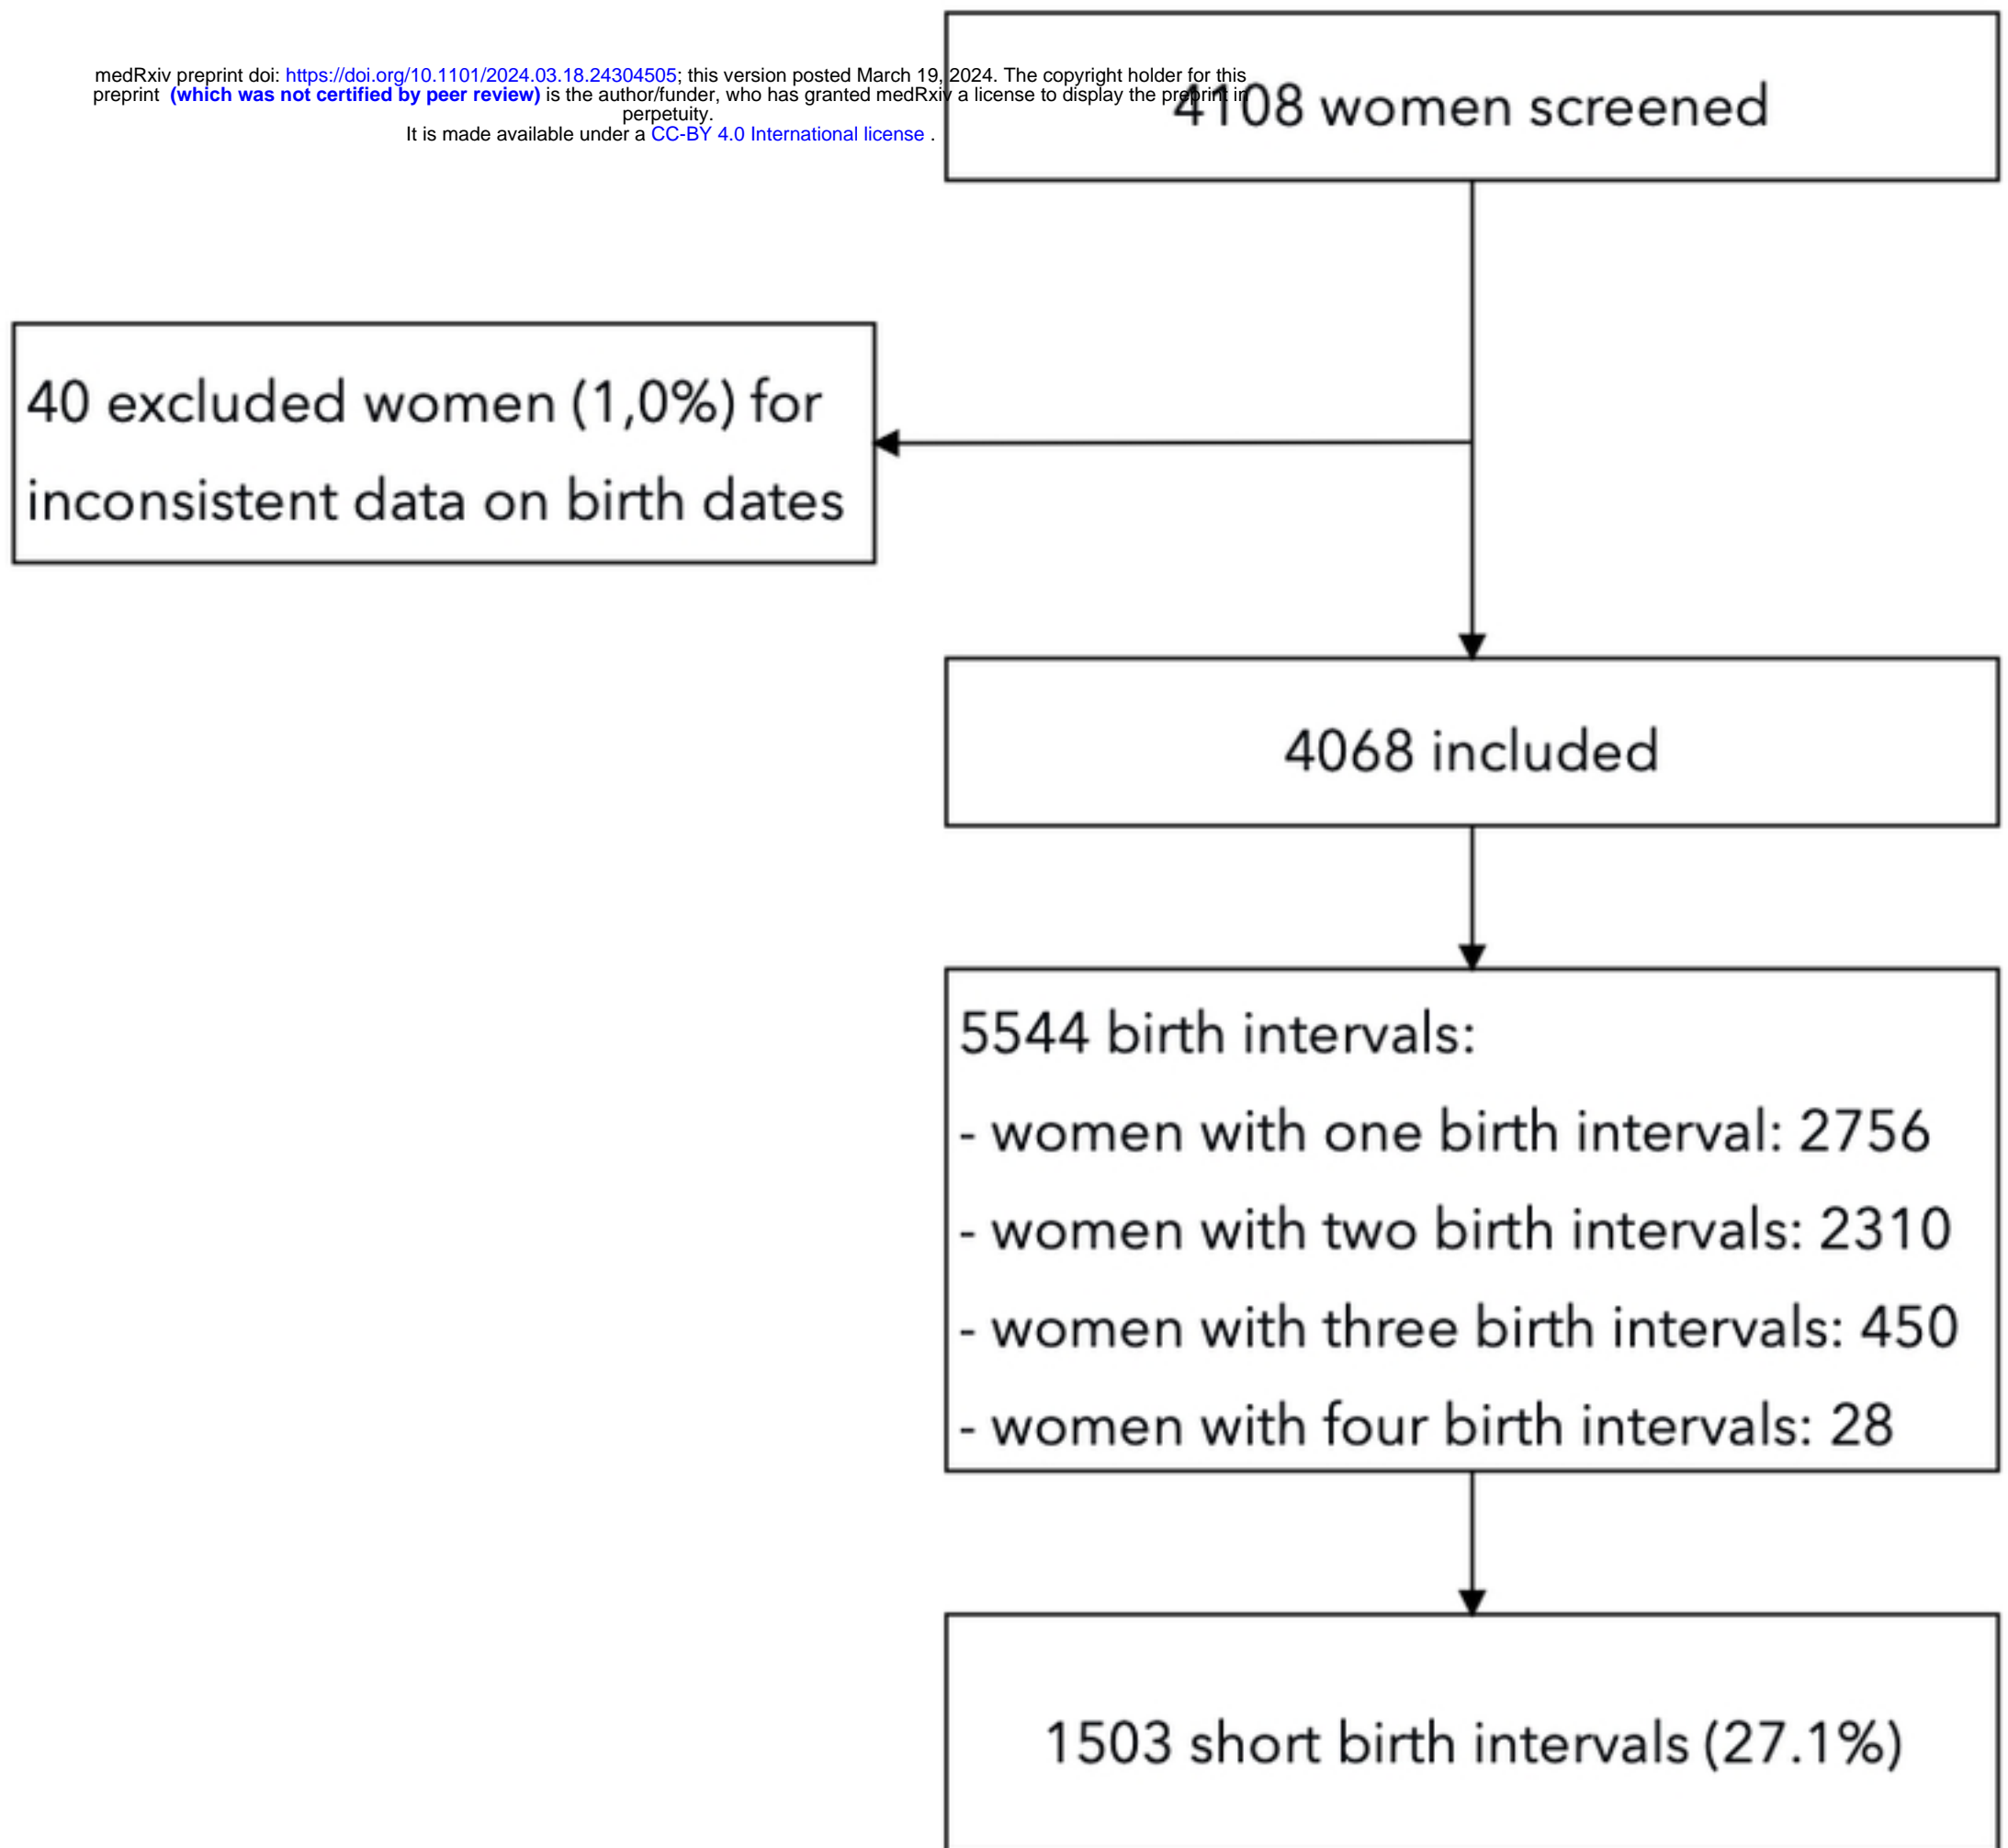 medRxiv preprint doi: https://doi.org/10.1101/2024.03.18.24304505; this version posted March 19, 2024. The copyright holder for this
preprint (which was not certified by peer review) is the author/funder, who has granted medRxiv a license to display the preprint in
perpetuity.
It is made available under a CC-BY 4.0 International license .
4108 women screened
40 excluded women (1,0%) for
inconsistent data on birth dates
4068 included
5544 birth intervals:
- women with one birth interval: 2756
- women with two birth intervals: 2310
- women with three birth intervals: 450
- women with four birth intervals: 28
1503 short birth intervals (27.1%)